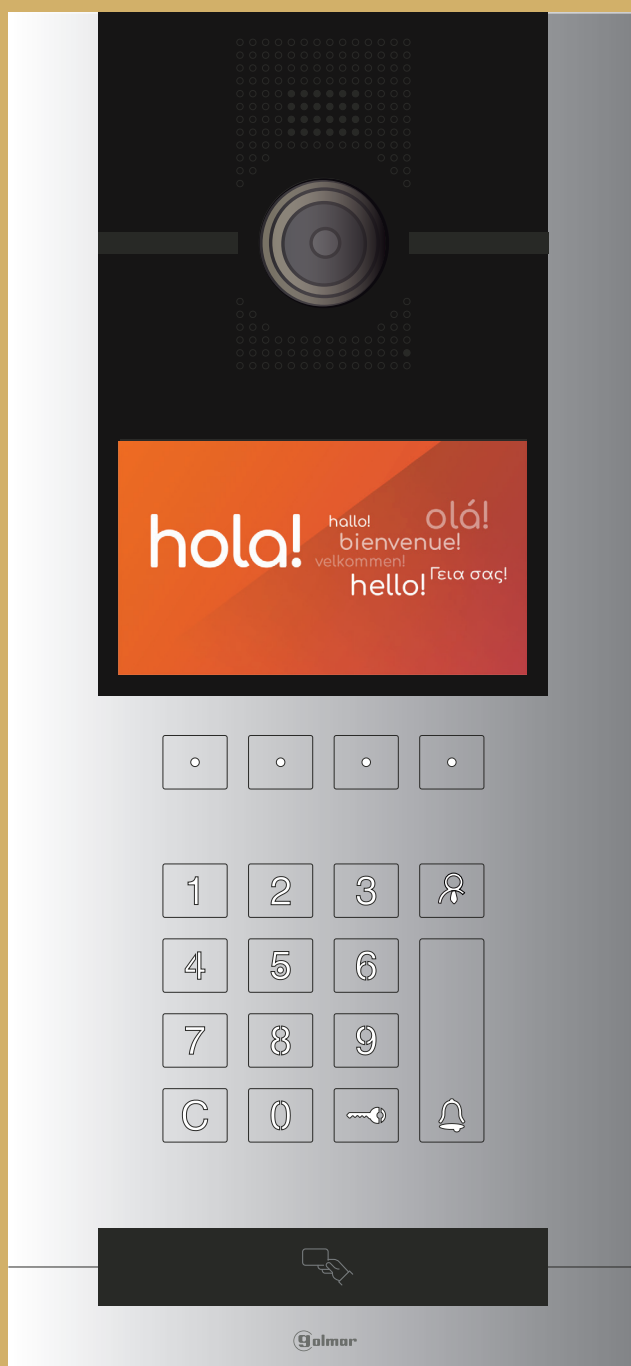 hola!
hallo!
olá!
bienvenue!
velkommen!
hello!
Γεια σας!
1 2 3
4 5 6
7 8 9
C 0
golmar